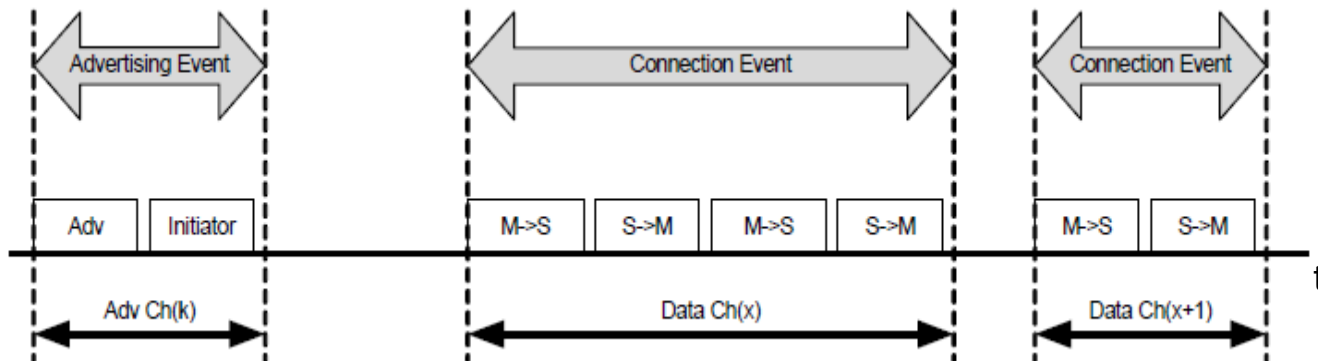 Advertising Event
Connection Event
Connection Event
Adv
Initiator
M->S
S->M
M->S
S->M
M->S
S->M
t
Adv Ch(k)
Data Ch(x)
Data Ch(x+1)